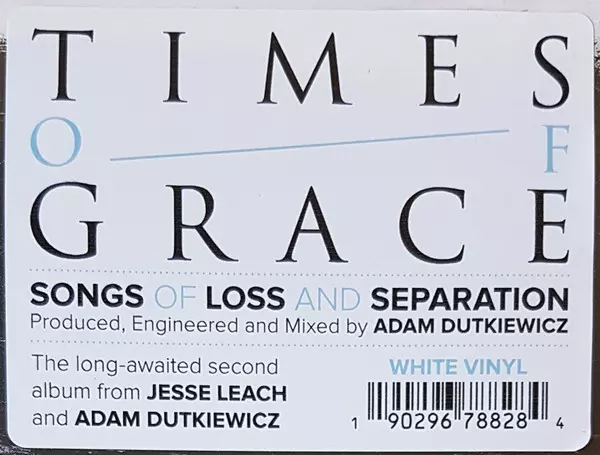 TIMES
OF
GRACE
SONGS OF LOSS AND SEPARATION
Produced, Engineered and Mixed by ADAM DUTKIEWICZ
The long-awaited second
album from JESSE LEACH
and ADAM DUTKIEWICZ
WHITE VINYL
1 90296 78828 4